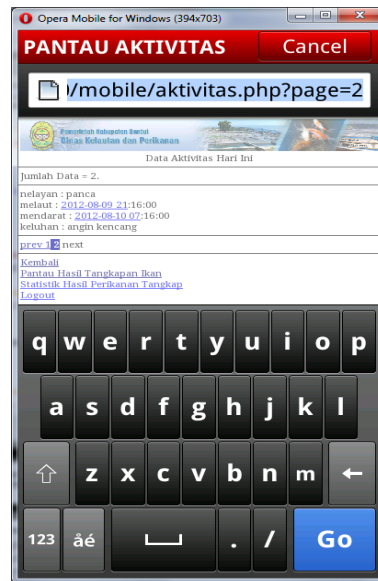 Opera Mobile for Windows (394x703)
PANTAU AKTIVITAS Cancel
/mobile/aktivitas.php?page=2
Pemerintah Kabupaten Bantul
Dinas Kelautan dan Perikanan
Data Aktivitas Hari Ini
Jumlah Data = 2.
nelayan : panca
melaut : 2012-08-09 21:16:00
mendarat : 2012-08-10 07:16:00
keluhan : angin kencang
prev 1 2 next
Kembali
Pantau Hasil Tangkapan Ikan
Statistik Hasil Perikanan Tangkap
Logout
q w e r t y u i o p
a s d f g h j k l
z x c v b n m
123 åé . / Go